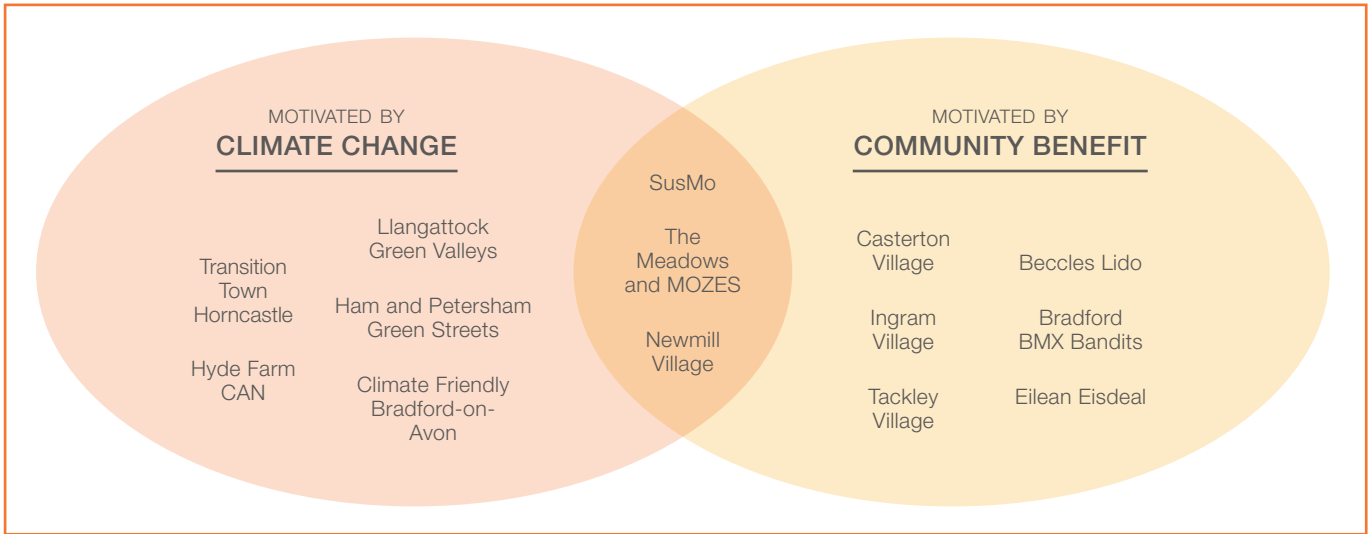 MOTIVATED BY
CLIMATE CHANGE
Transition
Town
Horncastle
Hyde Farm
CAN
Llangattock
Green Valleys
Ham and Petersham
Green Streets
Climate Friendly
Bradford-on-
Avon
SusMo
The
Meadows
and MOZES
Newmill
Village
MOTIVATED BY
COMMUNITY BENEFIT
Casterton
Village
Ingram
Village
Tackley
Village
Beccles Lido
Bradford
BMX Bandits
Eilean Eisdeal